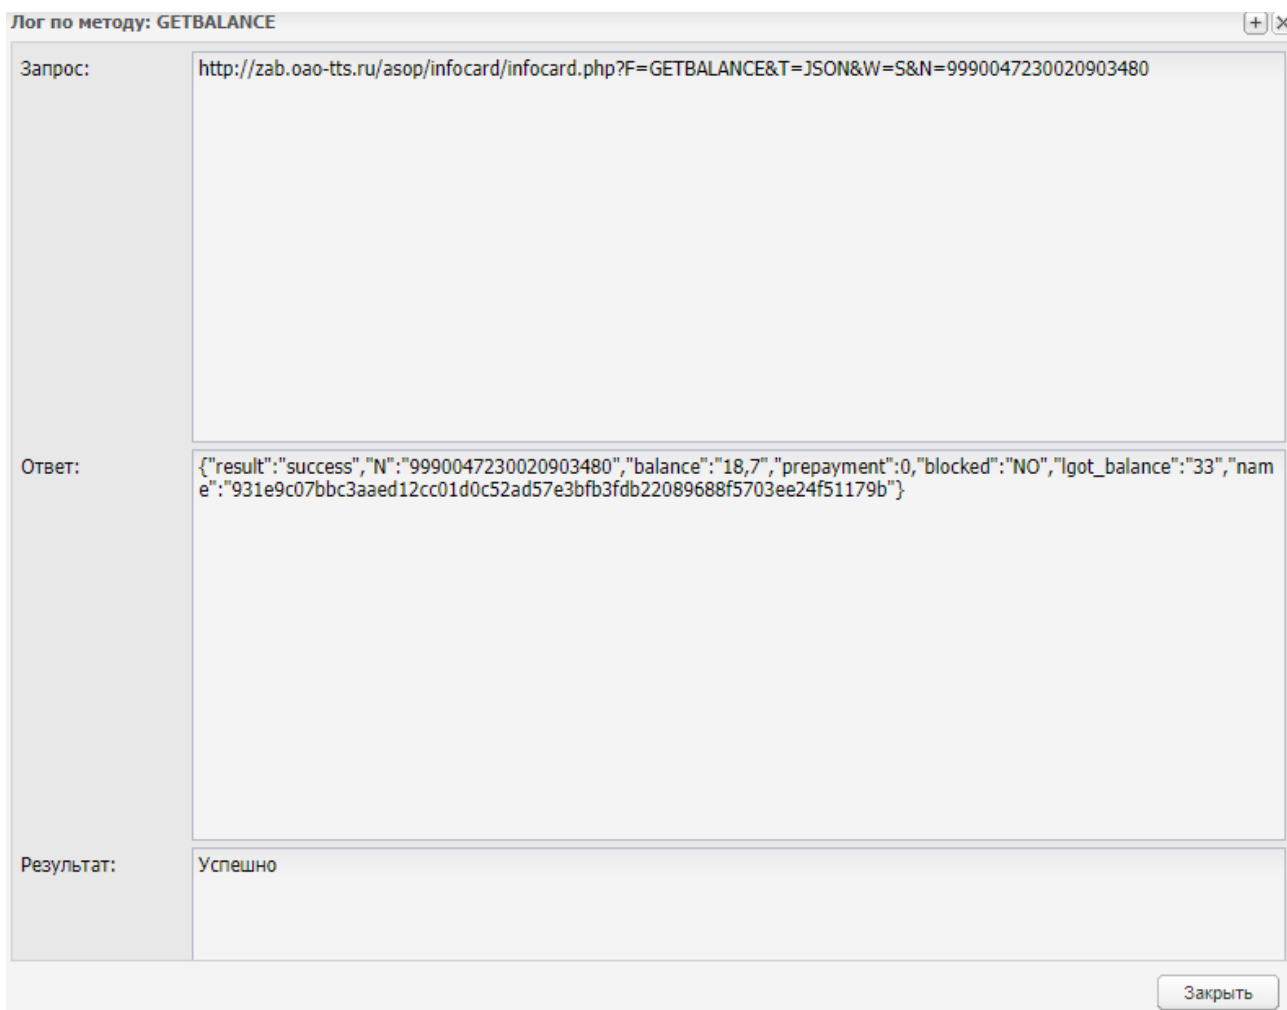 Лог по методу: GETBALANCE
Запрос:
http://zab.oao-tts.ru/asop/infocard/infocard.php?F=GETBALANCE&T=JSON&W=S&N=9990047230020903480
Ответ:
{"result":"success","N":"9990047230020903480","balance":"18,7","prepayment":0,"blocked":"NO","lgot_balance":"33","nam
e":"931e9c07bbc3aaed12cc01d0c52ad57e3bfb3fdb22089688f5703ee24f51179b"}
Результат:
Успешно
Закрыть